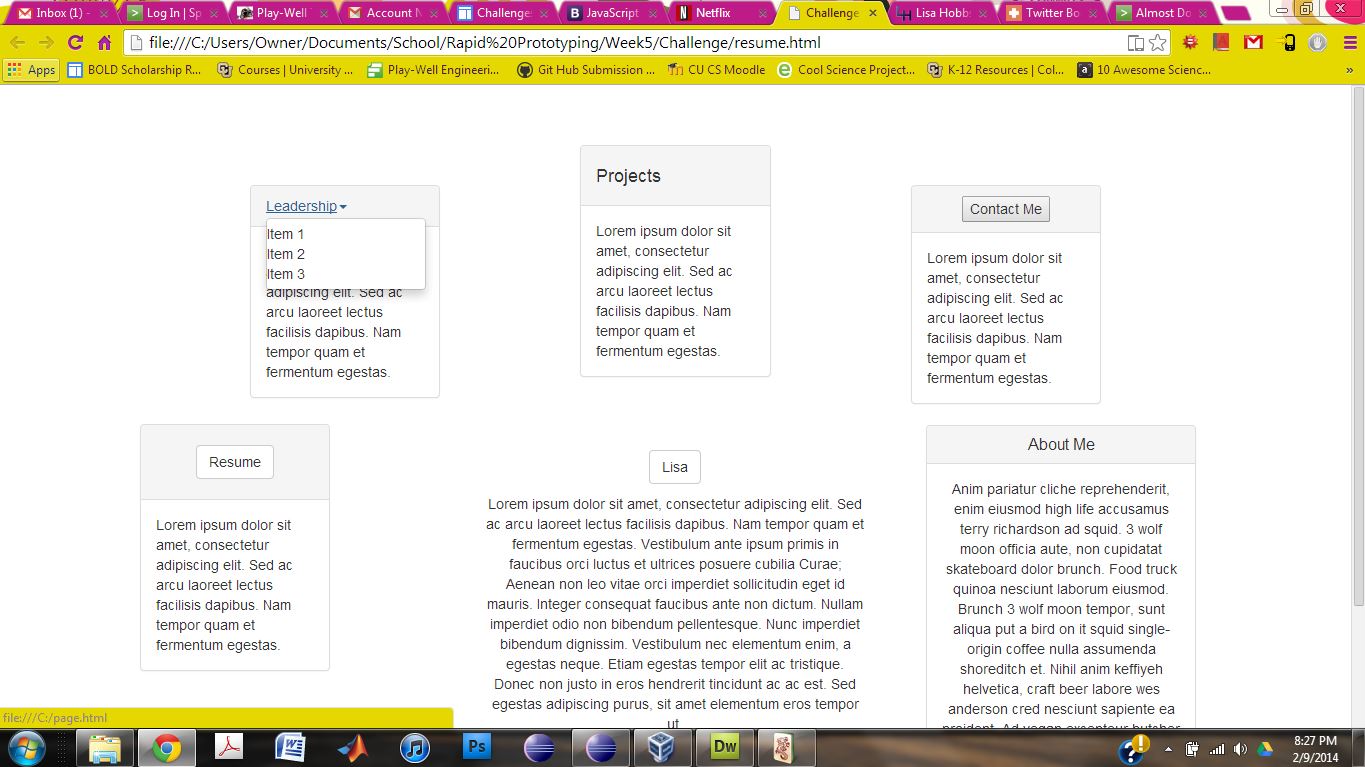 Inbox (1) -
Log In | Sp
Play-Well
Account N
Challenge
JavaScript
Netflix
Challenge
Lisa Hobb
Twitter Bo
Almost Do
file:///C:/Users/Owner/Documents/School/Rapid%20Prototyping/Week5/Challenge/resume.html
Apps
BOLD Scholarship R...
Courses | University ...
Play-Well Engineeri...
Git Hub Submission ...
CU CS Moodle
Cool Science Project...
K-12 Resources | Col...
10 Awesome Scienc...
»
Leadership
Item 1
Item 2
Item 3
adipiscing elit. Sed ac
arcu laoreet lectus
facilisis dapibus. Nam
tempor quam et
fermentum egestas.
Projects
Lorem ipsum dolor sit
amet, consectetur
adipiscing elit. Sed ac
arcu laoreet lectus
facilisis dapibus. Nam
tempor quam et
fermentum egestas.
Contact Me
Lorem ipsum dolor sit
amet, consectetur
adipiscing elit. Sed ac
arcu laoreet lectus
facilisis dapibus. Nam
tempor quam et
fermentum egestas.
Resume
Lorem ipsum dolor sit
amet, consectetur
adipiscing elit. Sed ac
arcu laoreet lectus
facilisis dapibus. Nam
tempor quam et
fermentum egestas.
Lisa
Lorem ipsum dolor sit amet, consectetur adipiscing elit. Sed
ac arcu laoreet lectus facilisis dapibus. Nam tempor quam et
fermentum egestas. Vestibulum ante ipsum primis in
faucibus orci luctus et ultrices posuere cubilia Curae;
Aenean non leo vitae orci imperdiet sollicitudin eget id
mauris. Integer consequat faucibus ante non dictum. Nullam
imperdiet odio non bibendum pellentesque. Nunc imperdiet
bibendum dignissim. Vestibulum nec elementum enim, a
egestas neque. Etiam egestas tempor elit ac tristique.
Donec non justo in eros hendrerit tincidunt ac ac est. Sed
egestas adipiscing purus, sit amet elementum eros tempor
ut
About Me
Anim pariatur cliche reprehenderit,
enim eiusmod high life accusamus
terry richardson ad squid. 3 wolf
moon officia aute, non cupidatat
skateboard dolor brunch. Food truck
quinoa nesciunt laborum eiusmod.
Brunch 3 wolf moon tempor, sunt
aliqua put a bird on it squid single-
origin coffee nulla assumenda
shoreditch et. Nihil anim keffiyeh
helvetica, craft beer labore wes
anderson cred nesciunt sapiente ea
proident. Ad vegan excepteur butcher
file:///C:/page.html
Ps
Dw
8:27 PM
2/9/2014